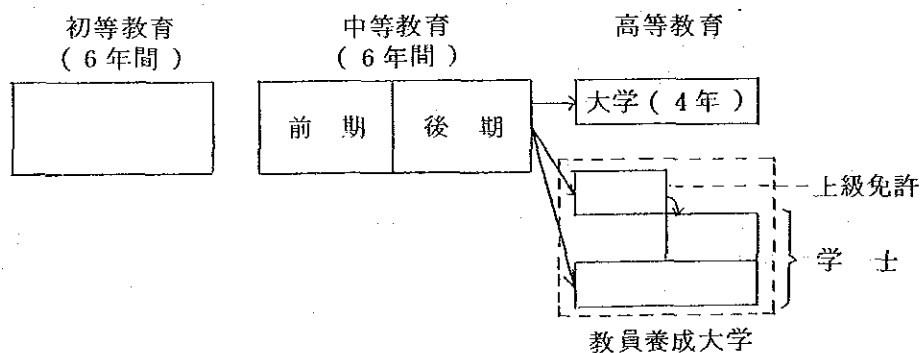 初等教育
(6年間)
中等教育
(6年間)
高等教育
前期
後期
大学(4年)
上級免許
学士
教員養成大学